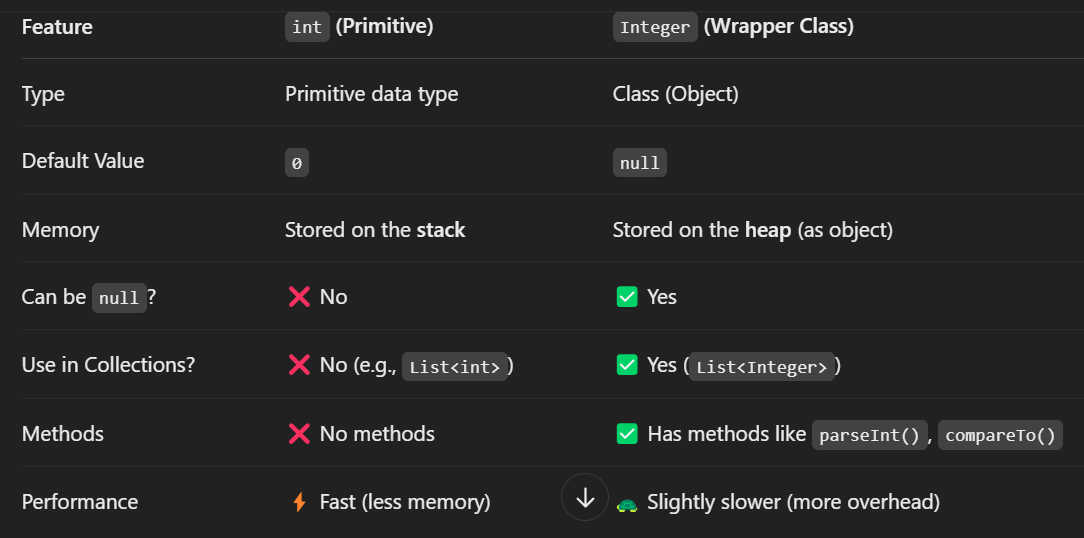 Feature int (Primitive) Integer (Wrapper Class)
Type Primitive data type Class (Object)
Default Value 0 null
Memory Stored on the stack Stored on the heap (as object)
Can be null? ❌ No ✅ Yes
Use in Collections? ❌ No (e.g., List<int>) ✅ Yes (List<Integer>)
Methods ❌ No methods ✅ Has methods like parseInt(), compareTo()
Performance ⚡ Fast (less memory) 🐢 Slightly slower (more overhead)